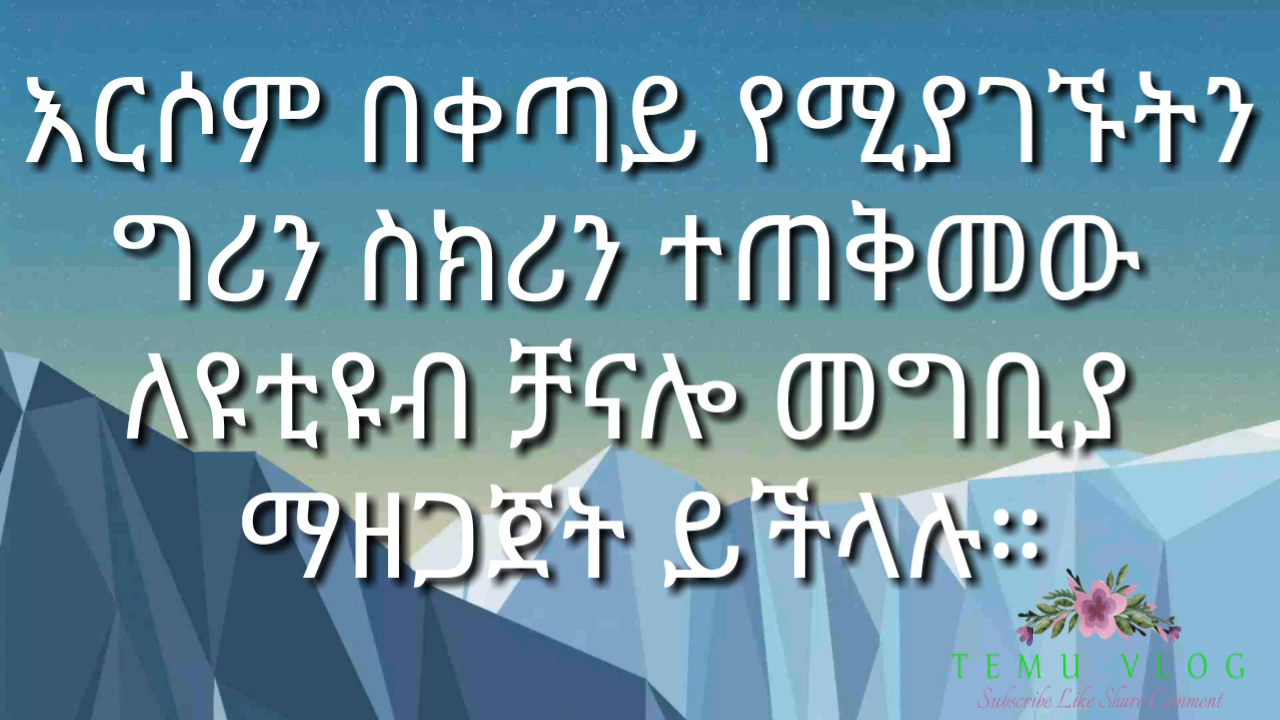 እርሶም በቀጣይ የሚያገኙትን
ግሪን ስክሪን ተጠቅመው
ለዩቲዩብ ቻናሎ መግቢያ
ማዘጋጀት ይችላሉ።
TEMU VLOG
Subscribe Like Share Comment